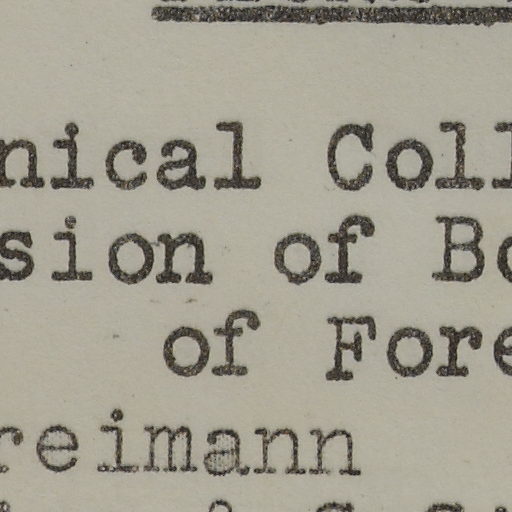 nical Coll
sion of Bo
of Fore
reimann